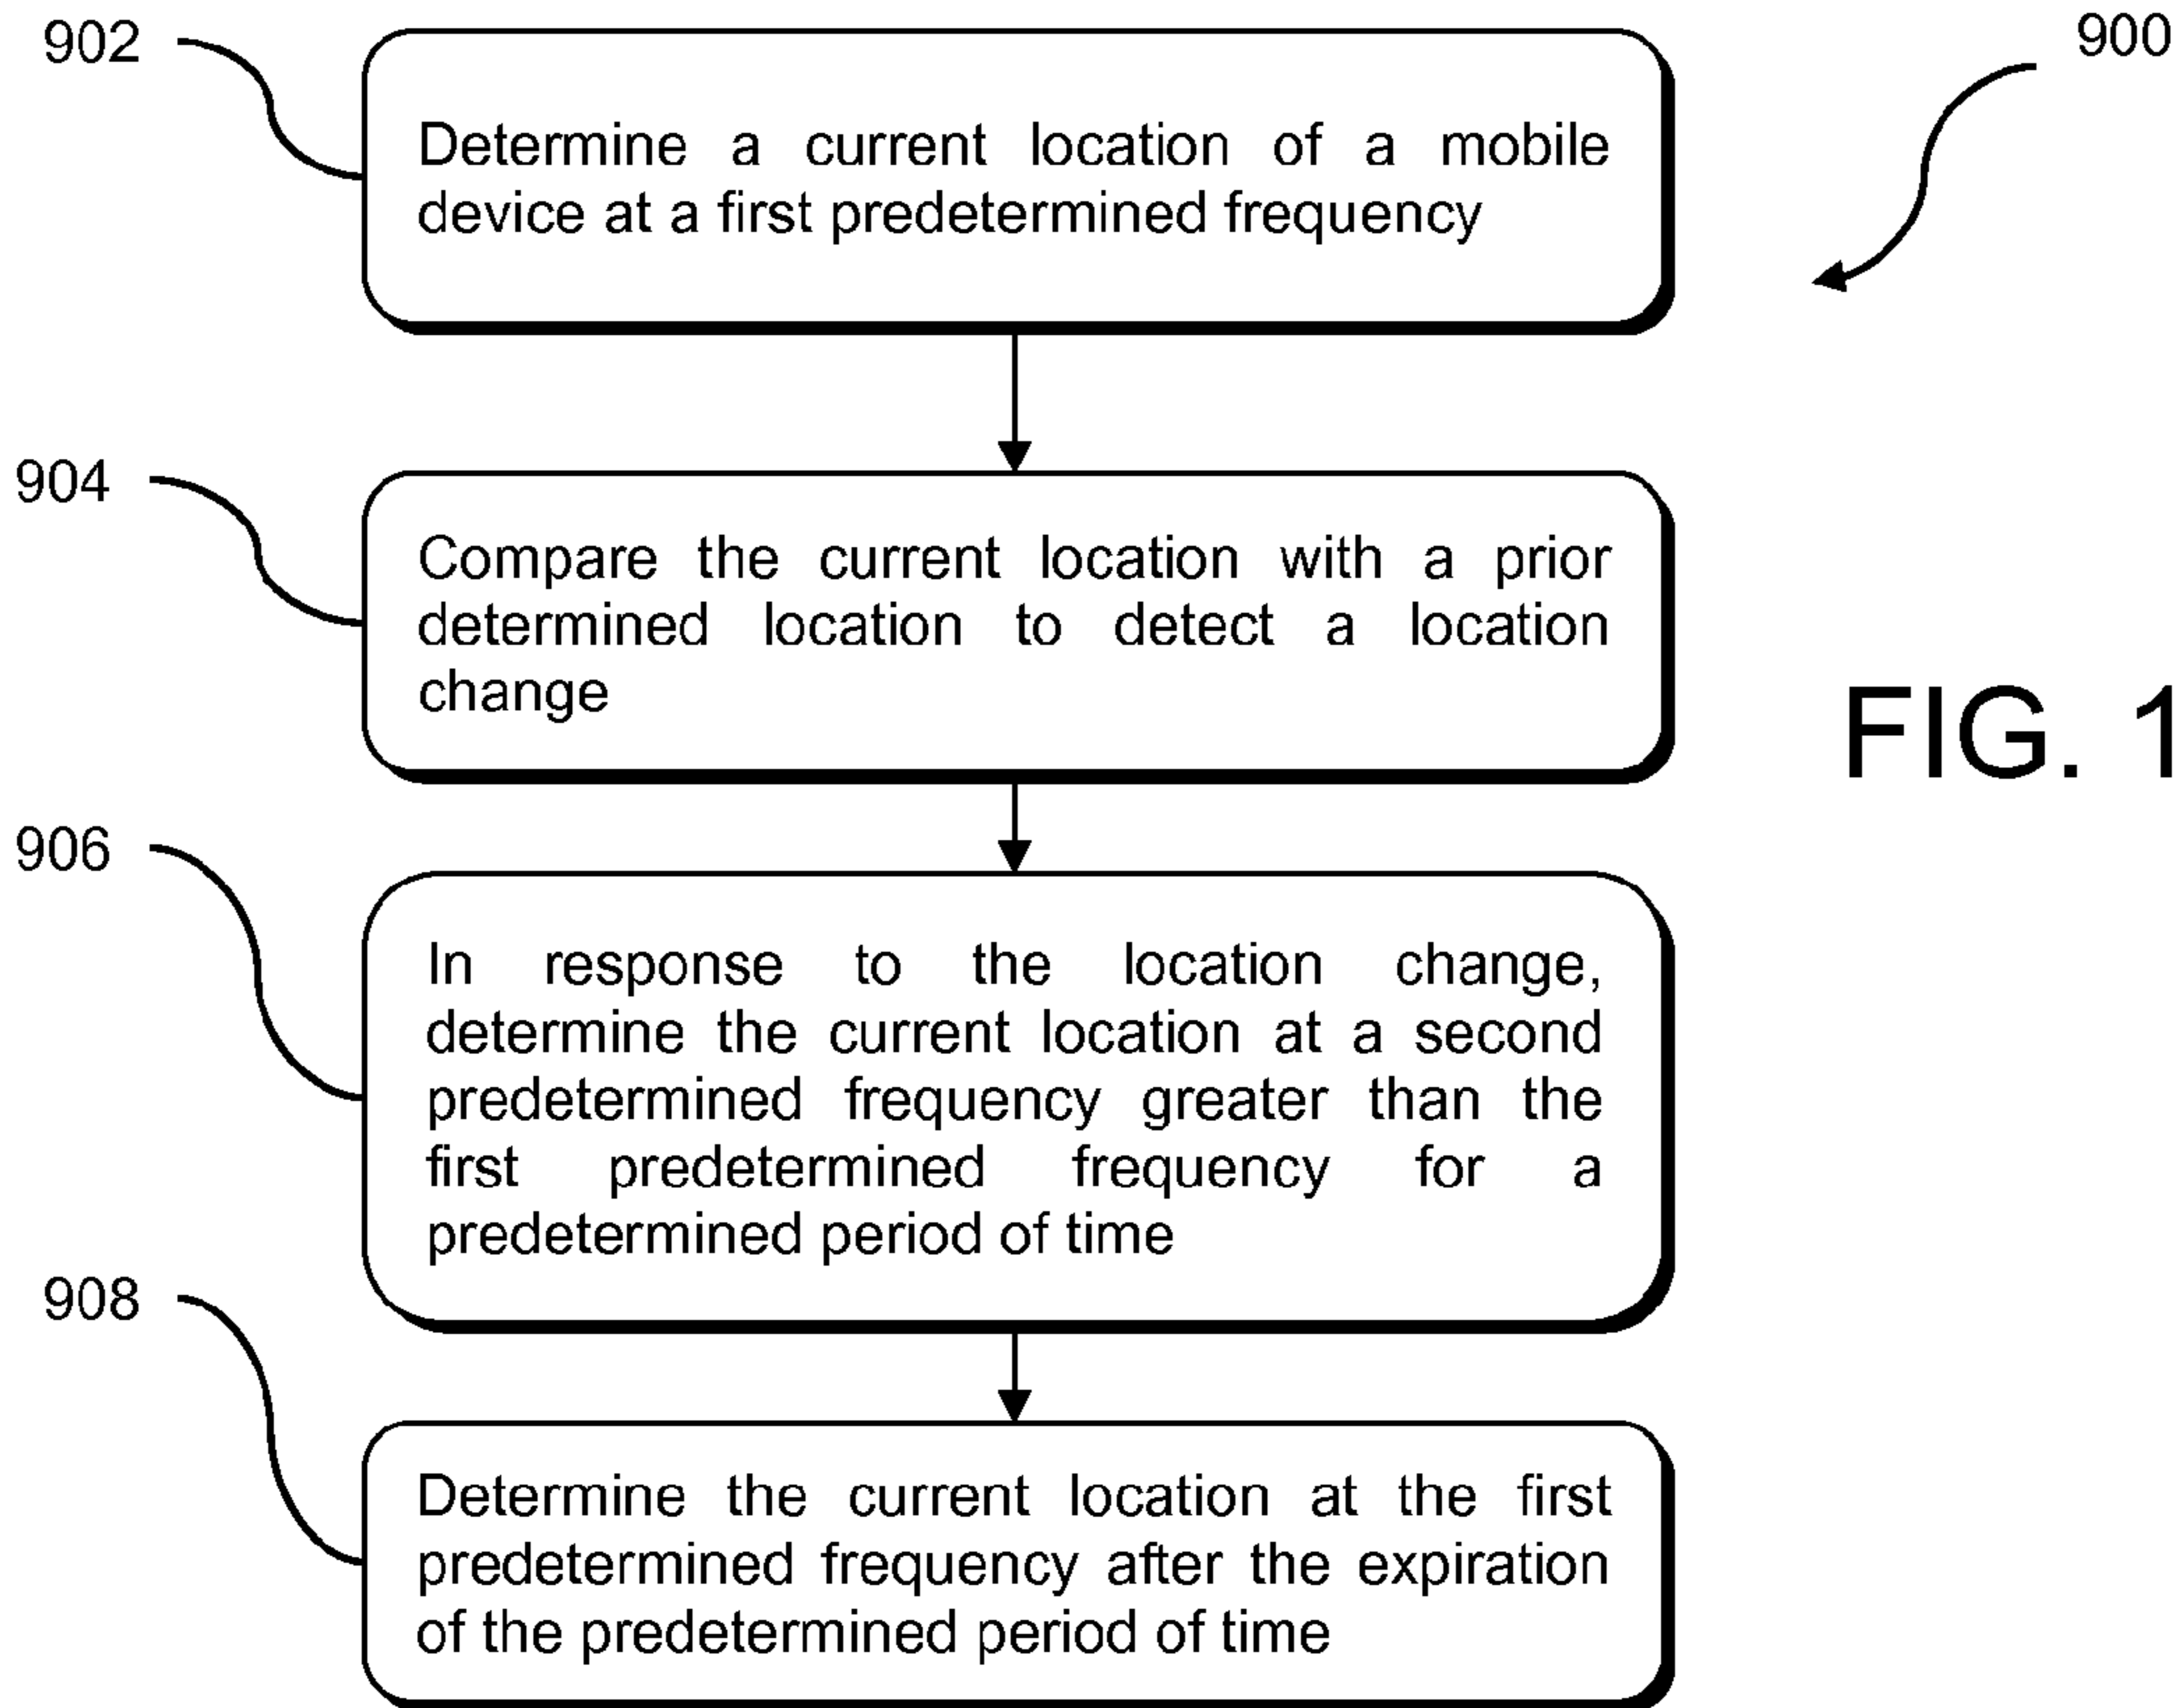 902
900
Determine a current location of a mobile
device at a first predetermined frequency
904
Compare the current location with a prior
determined location to detect a location
change
FIG. 1
906
In response to the location change,
determine the current location at a second
predetermined frequency greater than the
first predetermined frequency for a
predetermined period of time
908
Determine the current location at the first
predetermined frequency after the expiration
of the predetermined period of time